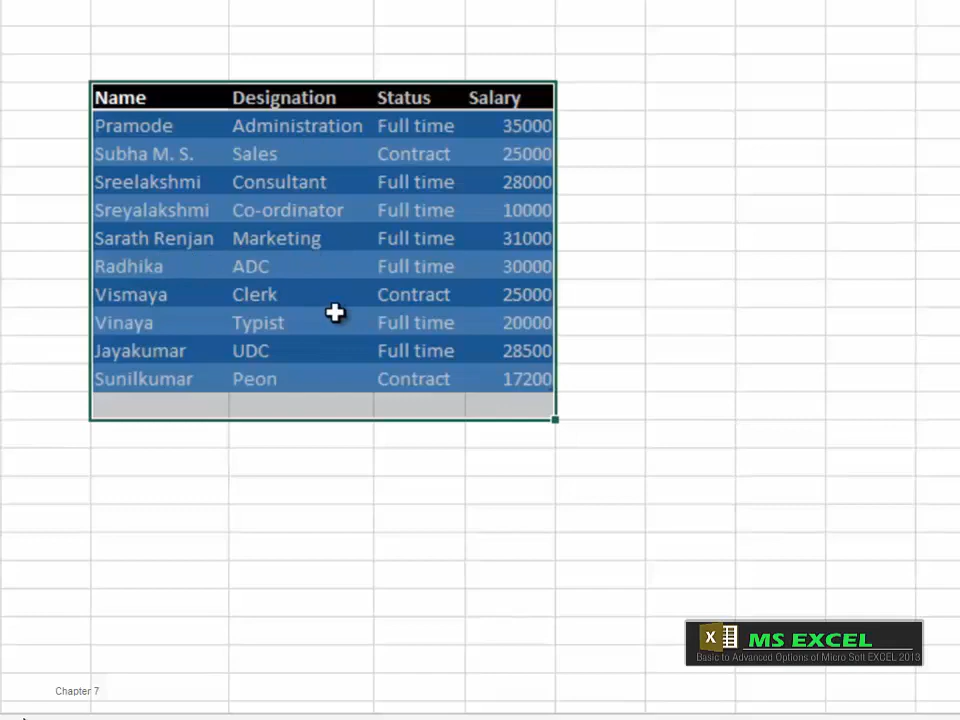 Name Designation Status Salary
Pramode Administration Full time 35000
Subha M. S. Sales Contract 25000
Sreelakshmi Consultant Full time 28000
Sreyalakshmi Co-ordinator Full time 10000
Sarath Renjan Marketing Full time 31000
Radhika ADC Full time 30000
Vismaya Clerk Contract 25000
Vinaya Typist Full time 20000
Jayakumar UDC Full time 28500
Sunilkumar Peon Contract 17200
X MS EXCEL
Basic to Advanced Options of Micro Soft EXCEL 2013
Chapter 7